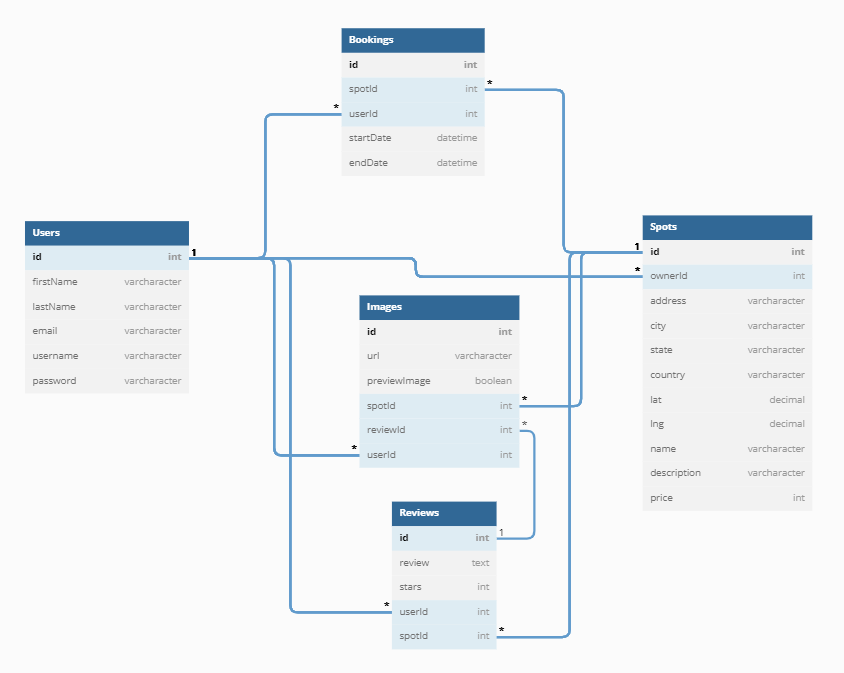 Bookings
id int
spotId int *
* userId int
startDate datetime
endDate datetime
Users
id int 1
firstName varcharacter
lastName varcharacter
email varcharacter
username varcharacter
password varcharacter
Spots
1 id int
* ownerId int
address varcharacter
city varcharacter
state varcharacter
country varcharacter
lat decimal
lng decimal
name varcharacter
description varcharacter
price int
Images
id int
url varcharacter
previewImage boolean
spotId int *
reviewId int *
* userId int
Reviews
id int 1
review text
stars int
* userId int
spotId int *